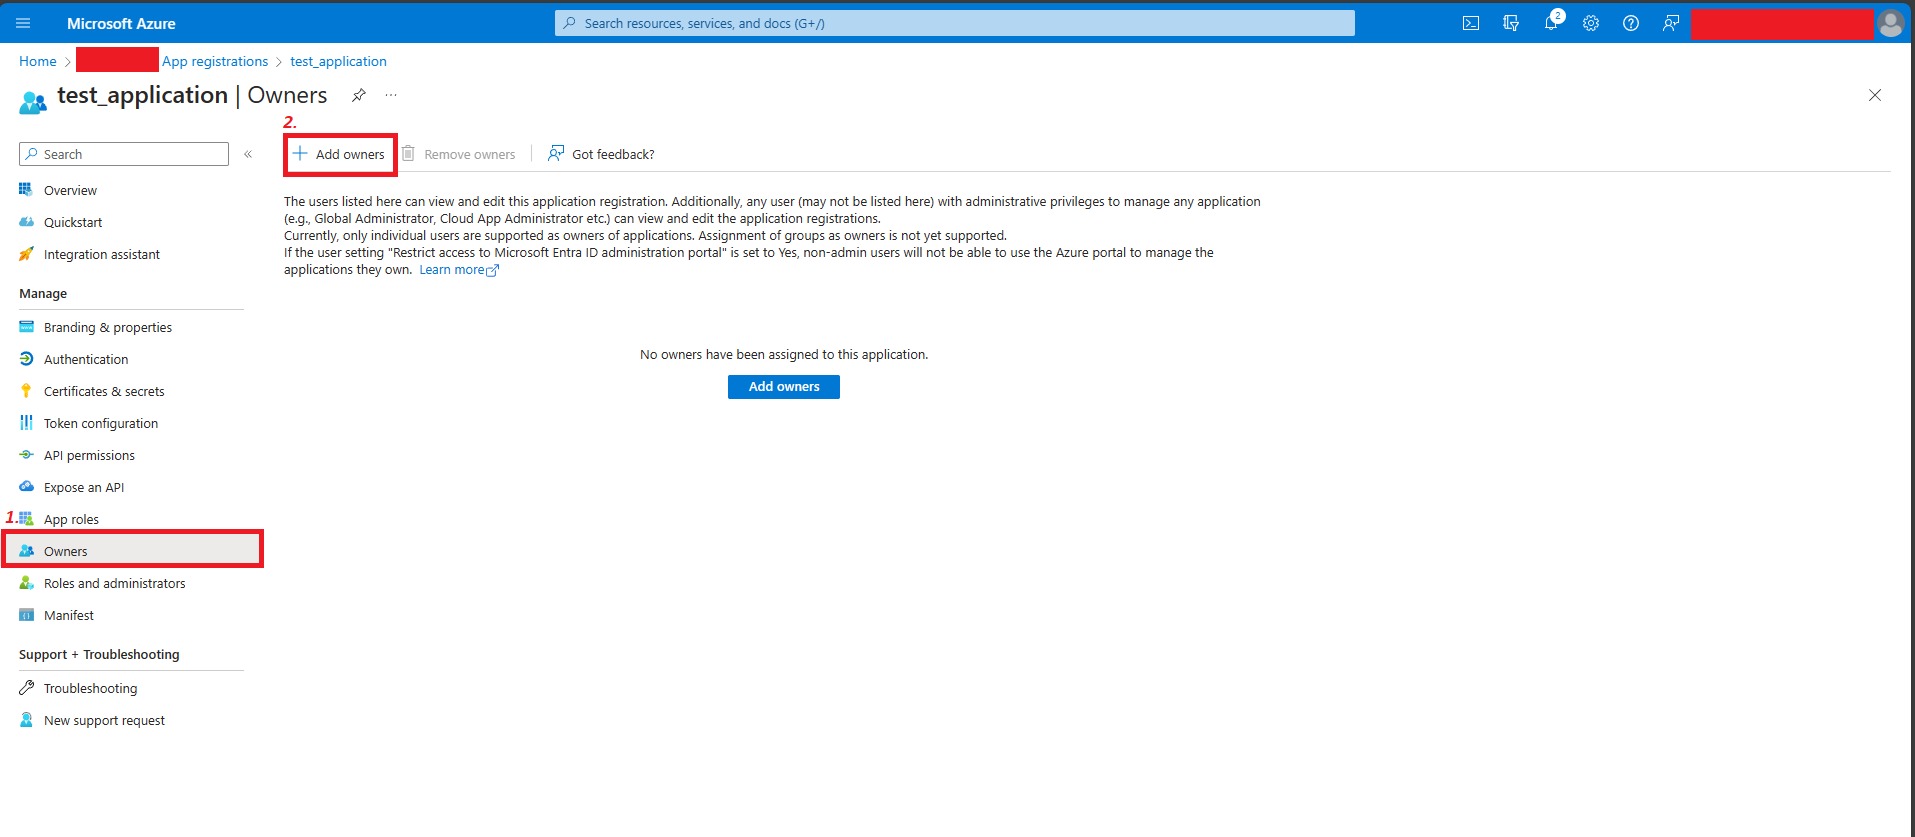 Microsoft Azure
Search resources, services, and docs (G+/)
2
Home > App registrations > test_application
test_application | Owners
...
2.
Search «
+ Add owners Remove owners Got feedback?
Overview
Quickstart
Integration assistant
Manage
Branding & properties
Authentication
Certificates & secrets
Token configuration
API permissions
Expose an API
1.
App roles
Owners
Roles and administrators
Manifest
Support + Troubleshooting
Troubleshooting
New support request
The users listed here can view and edit this application registration. Additionally, any user (may not be listed here) with administrative privileges to manage any application
(e.g., Global Administrator, Cloud App Administrator etc.) can view and edit the application registrations.
Currently, only individual users are supported as owners of applications. Assignment of groups as owners is not yet supported.
If the user setting "Restrict access to Microsoft Entra ID administration portal" is set to Yes, non-admin users will not be able to use the Azure portal to manage the
applications they own. Learn more
No owners have been assigned to this application.
Add owners